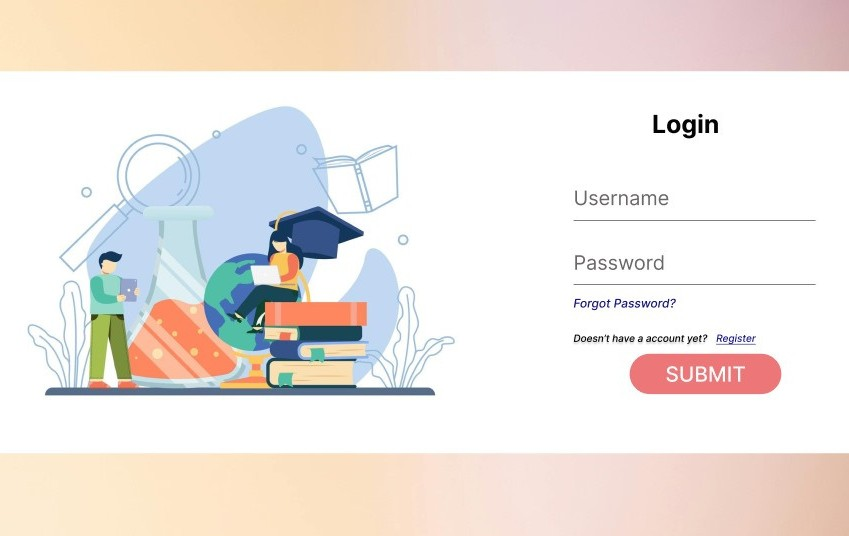 Login
Username
Password
Forgot Password?
Doesn't have a account yet? Register
SUBMIT